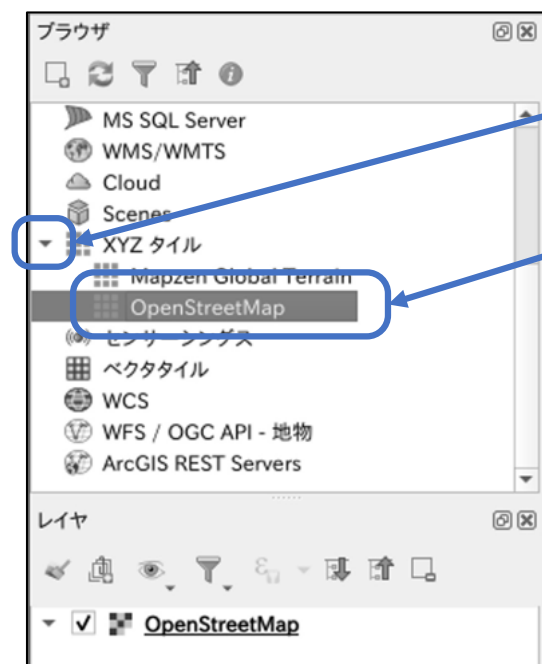 ブラウザ
MS SQL Server
WMS/WMTS
Cloud
Scenes
XYZ タイル
Mapzen Global Terrain
OpenStreetMap
センサーシングス
ベクタタイル
WCS
WFS / OGC API - 地物
ArcGIS REST Servers
レイヤ
OpenStreetMap